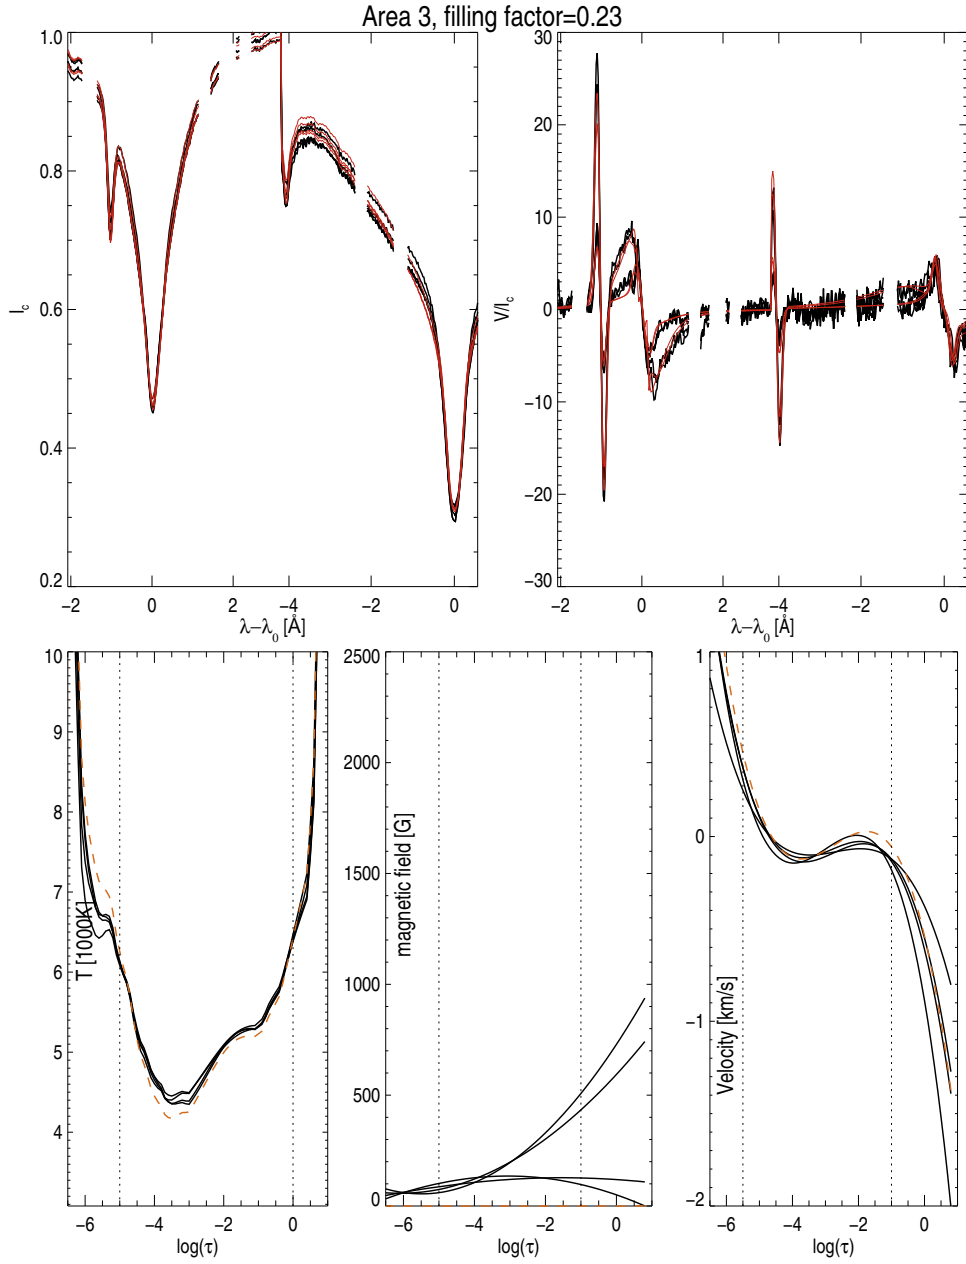 Area 3, filling factor=0.23
1.0
0.8
0.6
0.4
0.2
I_c
−2 0 2 −4 −2 0
λ−λ_0 [Å]
30
20
10
0
−10
−20
−30
V/I_c
−2 0 2 −4 −2 0
λ−λ_0 [Å]
10
9
8
7
6
5
4
T [1000K]
−6 −4 −2 0
log(τ)
2500
2000
1500
1000
500
0
magnetic field [G]
−6 −4 −2 0
log(τ)
1
0
−1
−2
Velocity [km/s]
−6 −4 −2 0
log(τ)